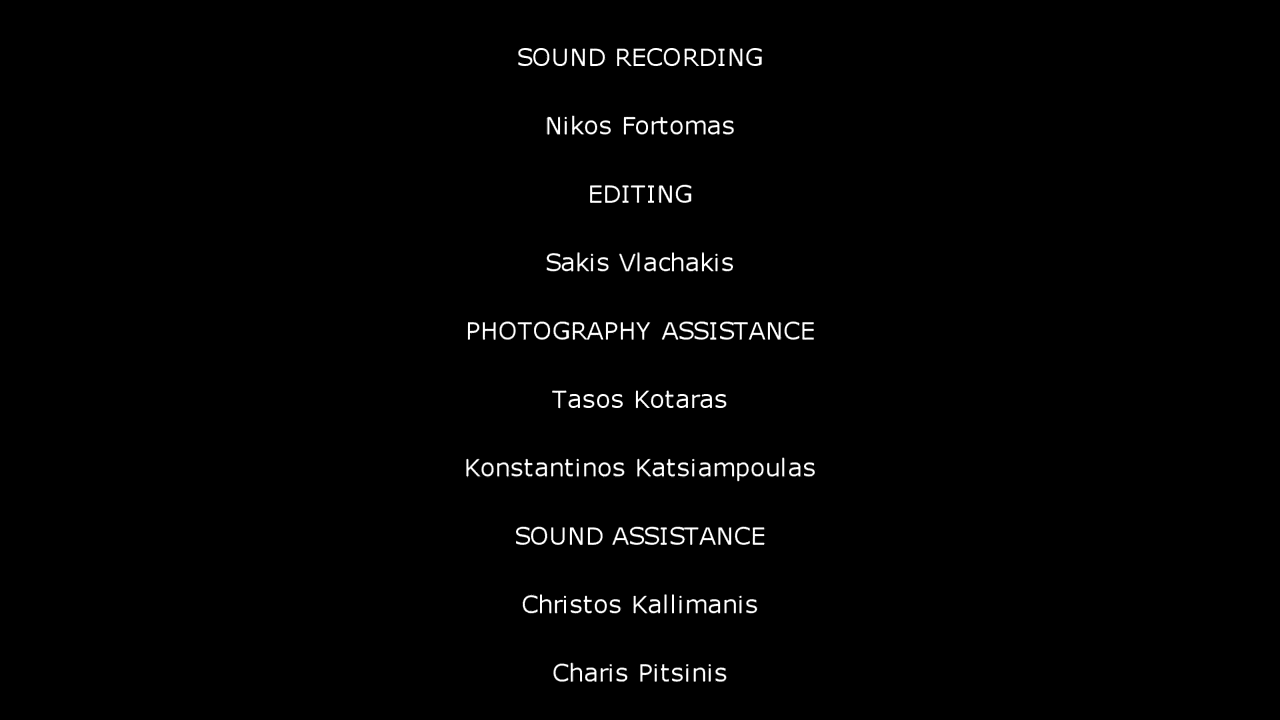 SOUND RECORDING
Nikos Fortomas
EDITING
Sakis Vlachakis
PHOTOGRAPHY ASSISTANCE
Tasos Kotaras
Konstantinos Katsiampoulas
SOUND ASSISTANCE
Christos Kallimanis
Charis Pitsinis